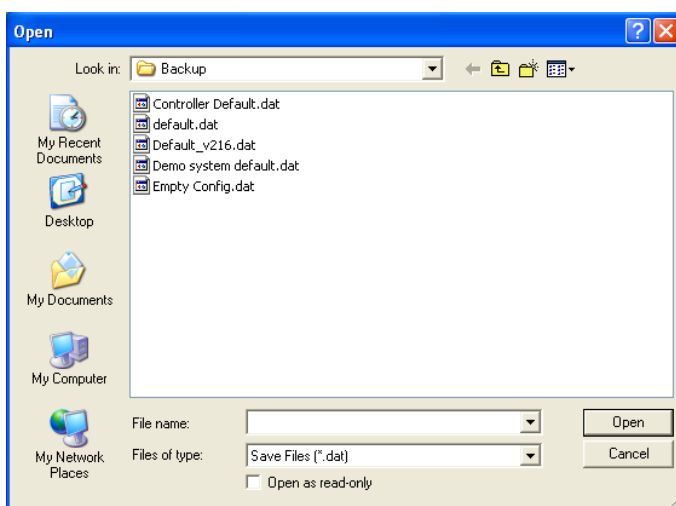 Open
Look in: Backup
My Recent
Documents
Desktop
My Documents
My Computer
My Network
Places
Controller Default.dat
default.dat
Default_v216.dat
Demo system default.dat
Empty Config.dat
File name: Open
Files of type: Save Files (*.dat) Cancel
Open as read-only